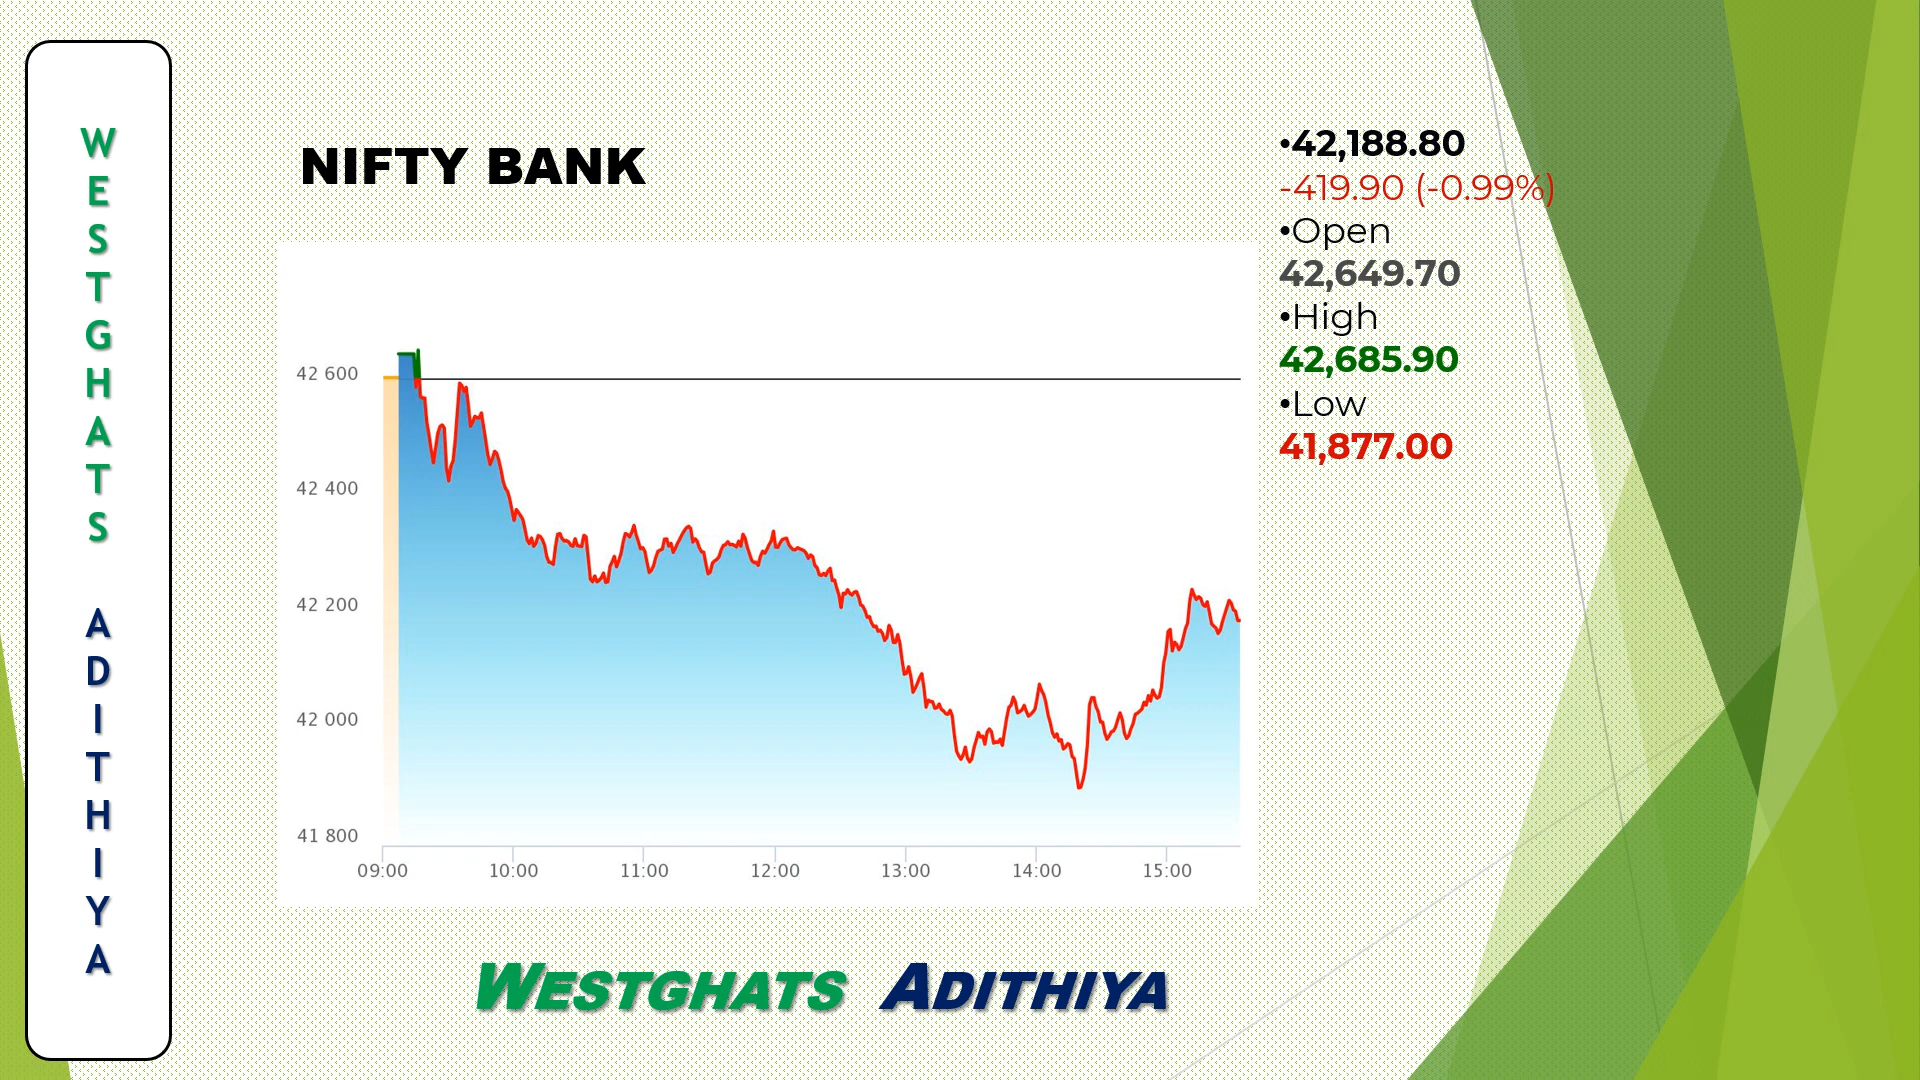 W
E
S
T
G
H
A
T
S
A
D
I
T
H
I
Y
A
NIFTY BANK
•42,188.80
-419.90 (-0.99%)
•Open
42,649.70
•High
42,685.90
•Low
41,877.00
42 600
42 400
42 200
42 000
41 800
09:00 10:00 11:00 12:00 13:00 14:00 15:00
WESTGHATS ADITHIYA